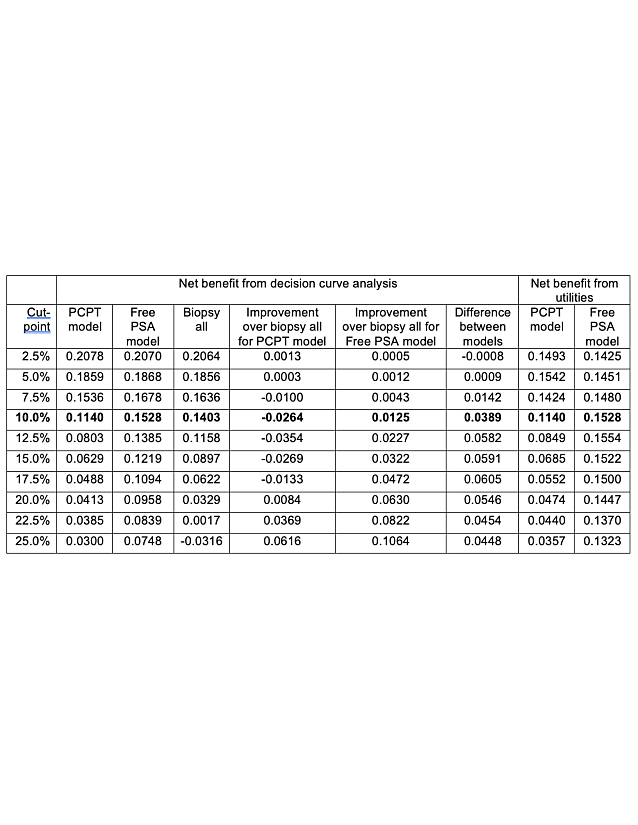 Net benefit from decision curve analysis Net benefit from utilities
Cut-point PCPT model Free PSA model Biopsy all Improvement over biopsy all for PCPT model Improvement over biopsy all for Free PSA model Difference between models PCPT model Free PSA model
2.5% 0.2078 0.2070 0.2064 0.0013 0.0005 -0.0008 0.1493 0.1425
5.0% 0.1859 0.1868 0.1856 0.0003 0.0012 0.0009 0.1542 0.1451
7.5% 0.1536 0.1678 0.1636 -0.0100 0.0043 0.0142 0.1424 0.1480
10.0% 0.1140 0.1528 0.1403 -0.0264 0.0125 0.0389 0.1140 0.1528
12.5% 0.0803 0.1385 0.1158 -0.0354 0.0227 0.0582 0.0849 0.1554
15.0% 0.0629 0.1219 0.0897 -0.0269 0.0322 0.0591 0.0685 0.1522
17.5% 0.0488 0.1094 0.0622 -0.0133 0.0472 0.0605 0.0552 0.1500
20.0% 0.0413 0.0958 0.0329 0.0084 0.0630 0.0546 0.0474 0.1447
22.5% 0.0385 0.0839 0.0017 0.0369 0.0822 0.0454 0.0440 0.1370
25.0% 0.0300 0.0748 -0.0316 0.0616 0.1064 0.0448 0.0357 0.1323